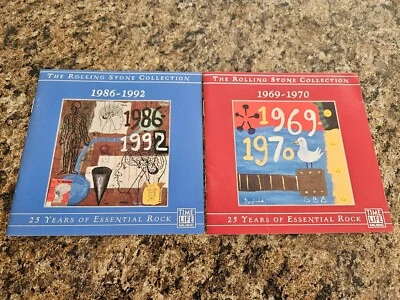 The Rolling Stone Collection
1986-1992
1986
1992
25 Years of Essential Rock
TIME
LIFE
The Rolling Stone Collection
1969-1970
1969
1970
25 Years of Essential Rock
TIME
LIFE